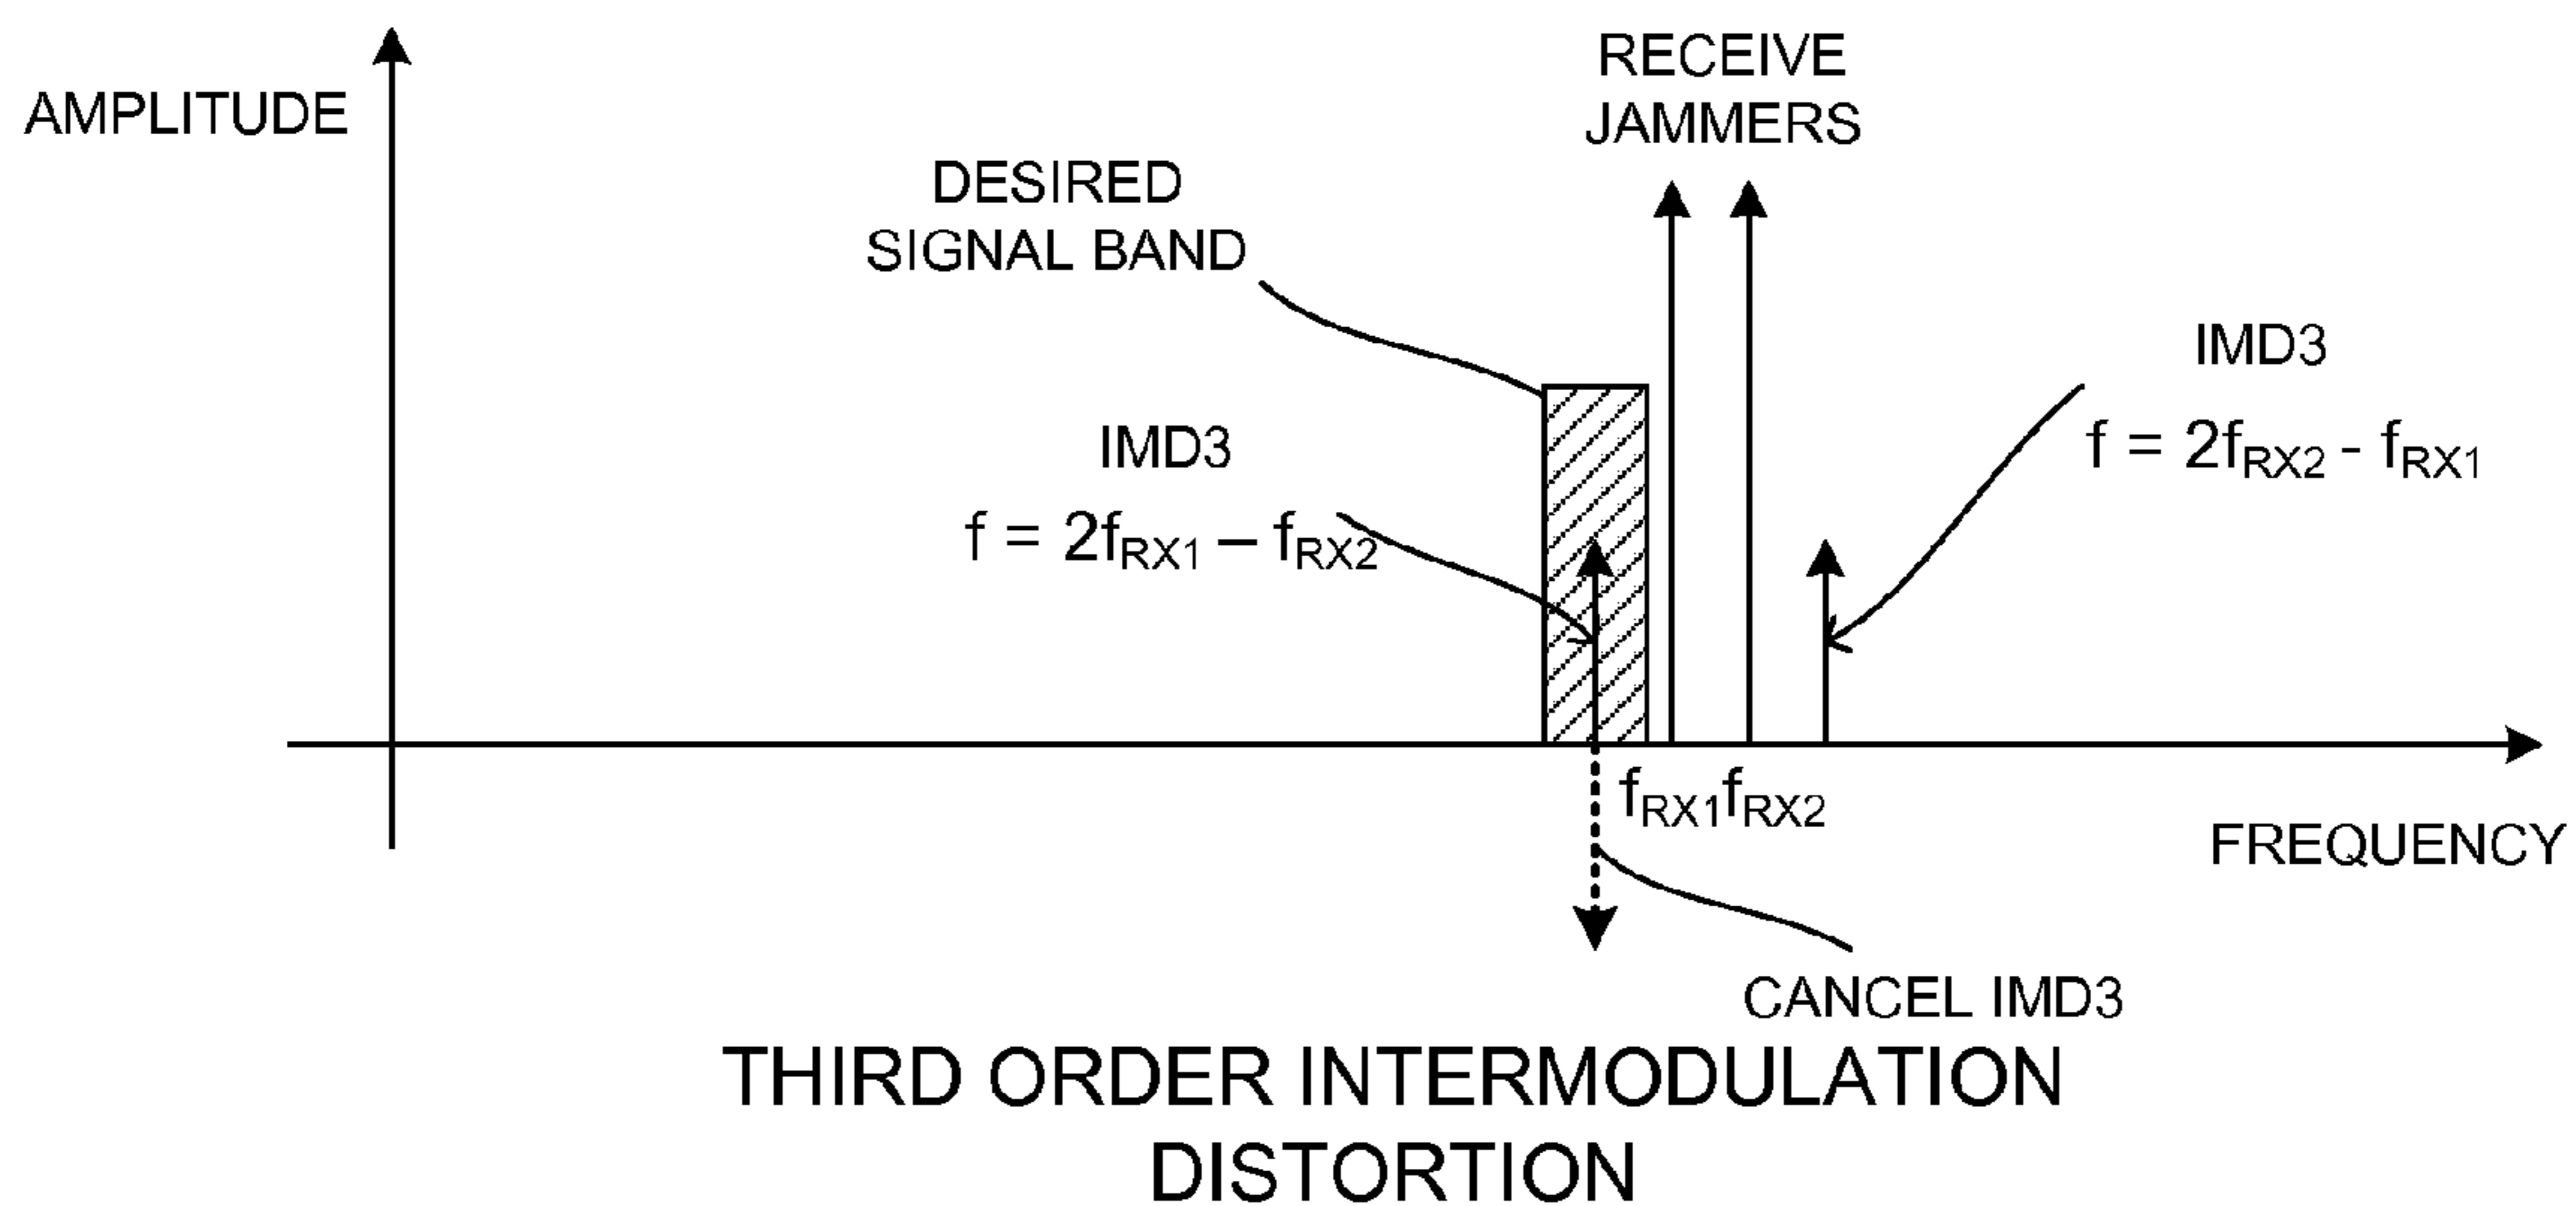 AMPLITUDE
RECEIVE
JAMMERS
DESIRED
SIGNAL BAND
IMD3
f = 2fRX2 - fRX1
IMD3
f = 2fRX1 – fRX2
fRX1fRX2
FREQUENCY
CANCEL IMD3
THIRD ORDER INTERMODULATION
DISTORTION